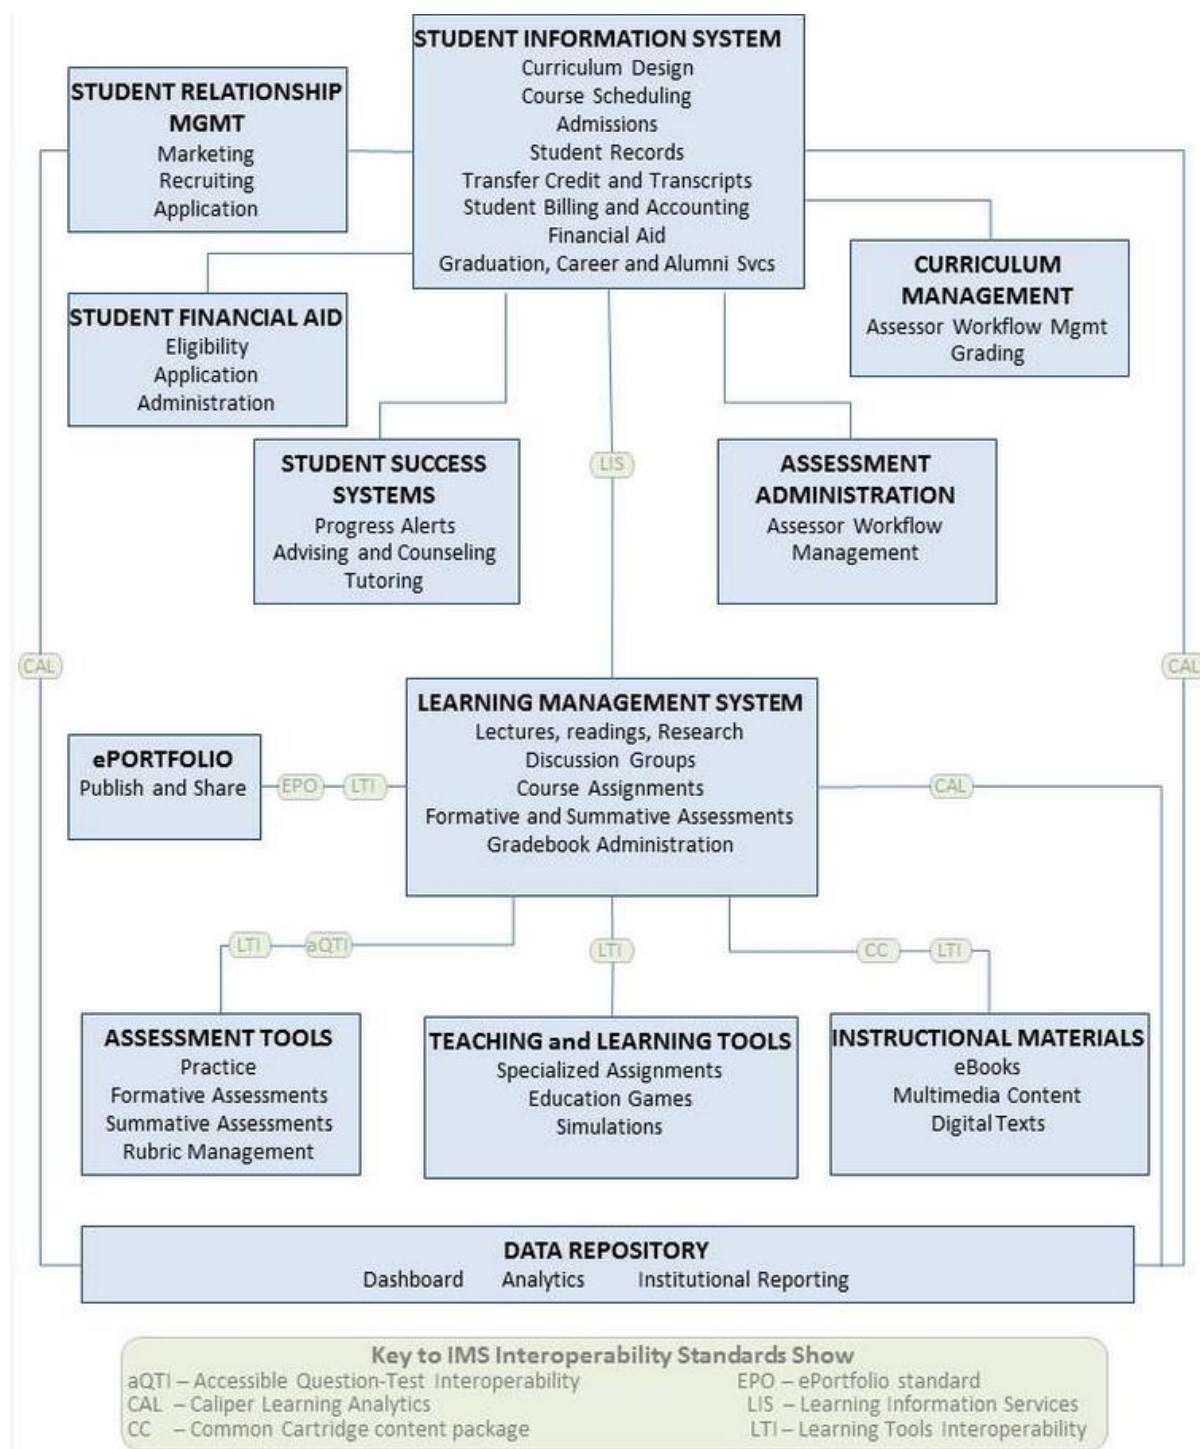 STUDENT INFORMATION SYSTEM
Curriculum Design
Course Scheduling
Admissions
Student Records
Transfer Credit and Transcripts
Student Billing and Accounting
Financial Aid
Graduation, Career and Alumni Svcs
STUDENT RELATIONSHIP
MGMT
Marketing
Recruiting
Application
CURRICULUM
MANAGEMENT
Assessor Workflow Mgmt
Grading
STUDENT FINANCIAL AID
Eligibility
Application
Administration
STUDENT SUCCESS
SYSTEMS
Progress Alerts
Advising and Counseling
Tutoring
LIS
ASSESSMENT
ADMINISTRATION
Assessor Workflow
Management
CAL
CAL
LEARNING MANAGEMENT SYSTEM
Lectures, readings, Research
Discussion Groups
Course Assignments
Formative and Summative Assessments
Gradebook Administration
ePORTFOLIO
Publish and Share
EPO
LTI
CAL
LTI
aQTI
LTI
CC
LTI
ASSESSMENT TOOLS
Practice
Formative Assessments
Summative Assessments
Rubric Management
TEACHING and LEARNING TOOLS
Specialized Assignments
Education Games
Simulations
INSTRUCTIONAL MATERIALS
eBooks
Multimedia Content
Digital Texts
DATA REPOSITORY
Dashboard Analytics Institutional Reporting
Key to IMS Interoperability Standards Show
aQTI – Accessible Question-Test Interoperability
CAL – Caliper Learning Analytics
CC – Common Cartridge content package
EPO – ePortfolio standard
LIS – Learning Information Services
LTI – Learning Tools Interoperability